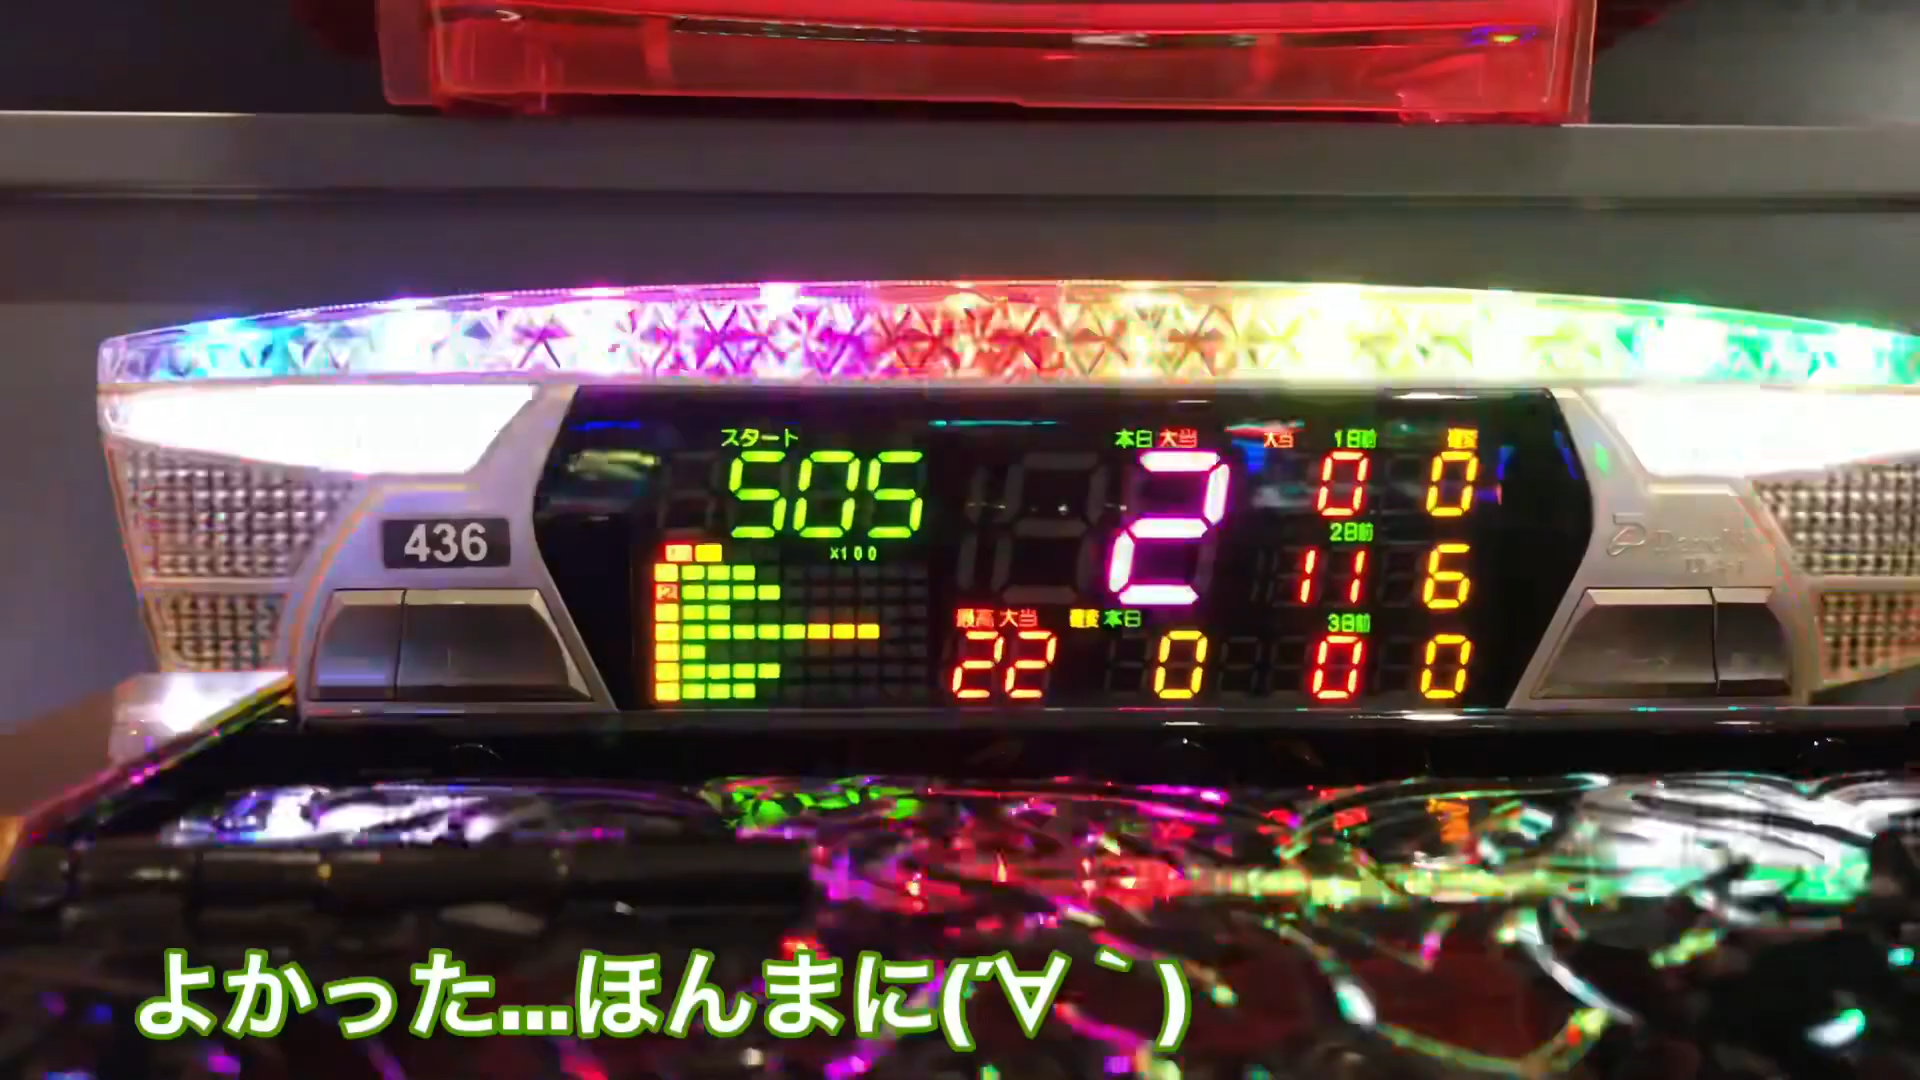 スタート
505
X100
436
本日 大当
2
大当 1日前 確変
0 0
2日前
11 6
3日前
0 0
最高 大当
22
確変 本日
0
よかった...ほんまに(´∀｀)